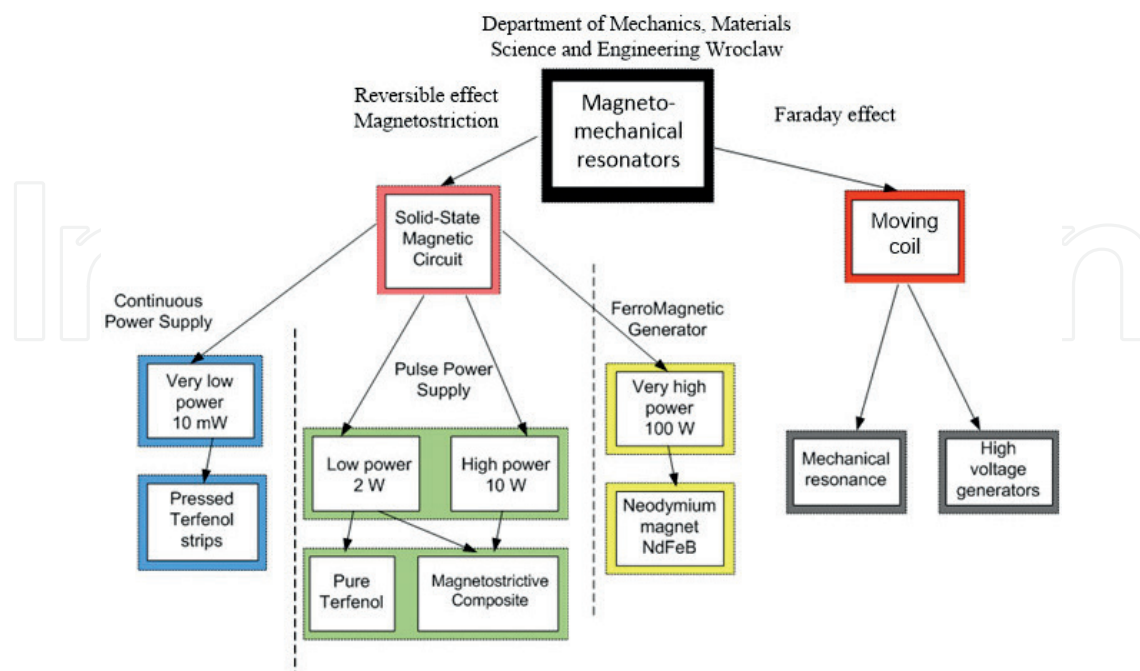 Department of Mechanics, Materials
Science and Engineering Wroclaw
Reversible effect
Magnetostriction
Magneto-
mechanical
resonators
Faraday effect
Solid-State
Magnetic
Circuit
Moving
coil
Continuous
Power Supply
FerroMagnetic
Generator
Very low
power
10 mW
Pulse Power
Supply
Very high
power
100 W
Low power
2 W
High power
10 W
Mechanical
resonance
High
voltage
generators
Pressed
Terfenol
strips
Neodymium
magnet
NdFeB
Pure
Terfenol
Magnetostrictive
Composite